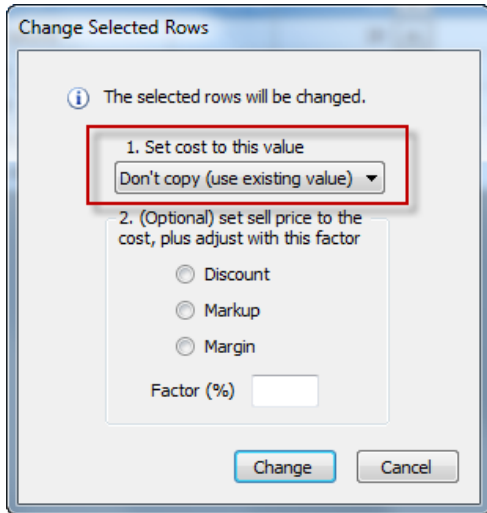 Change Selected Rows
The selected rows will be changed.
1. Set cost to this value
Don't copy (use existing value)
2. (Optional) set sell price to the
cost, plus adjust with this factor
Discount
Markup
Margin
Factor (%)
Change
Cancel